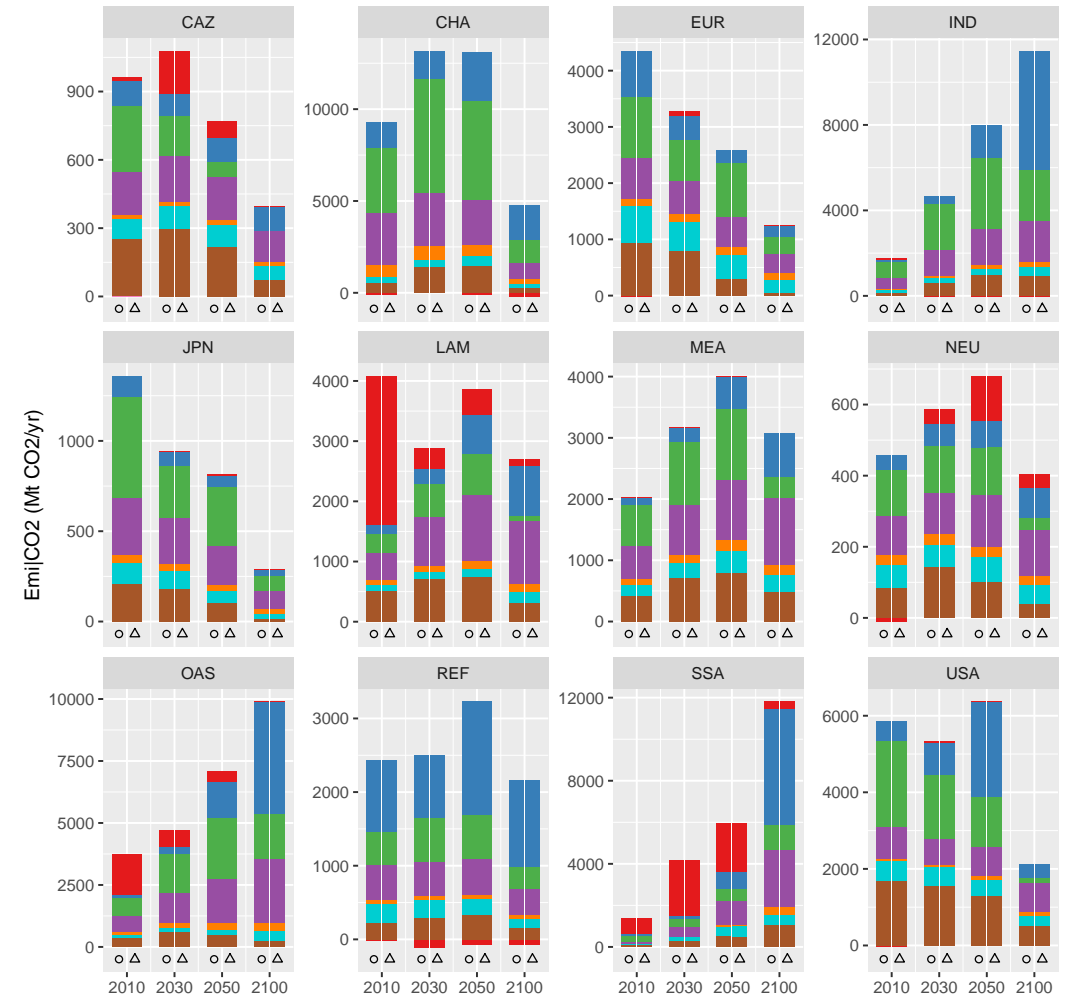 CAZ CHA EUR IND
900 600 300 0
10000 5000 0
4000 3000 2000 1000 0
12000 8000 4000 0
JPN LAM MEA NEU
1000 500 0
4000 3000 2000 1000 0
4000 3000 2000 1000 0
600 400 200 0
Emi|CO2 (Mt CO2/yr)
OAS REF SSA USA
10000 7500 5000 2500 0
3000 2000 1000 0
12000 8000 4000 0
6000 4000 2000 0
2010 2030 2050 2100 2010 2030 2050 2100 2010 2030 2050 2100 2010 2030 2050 2100